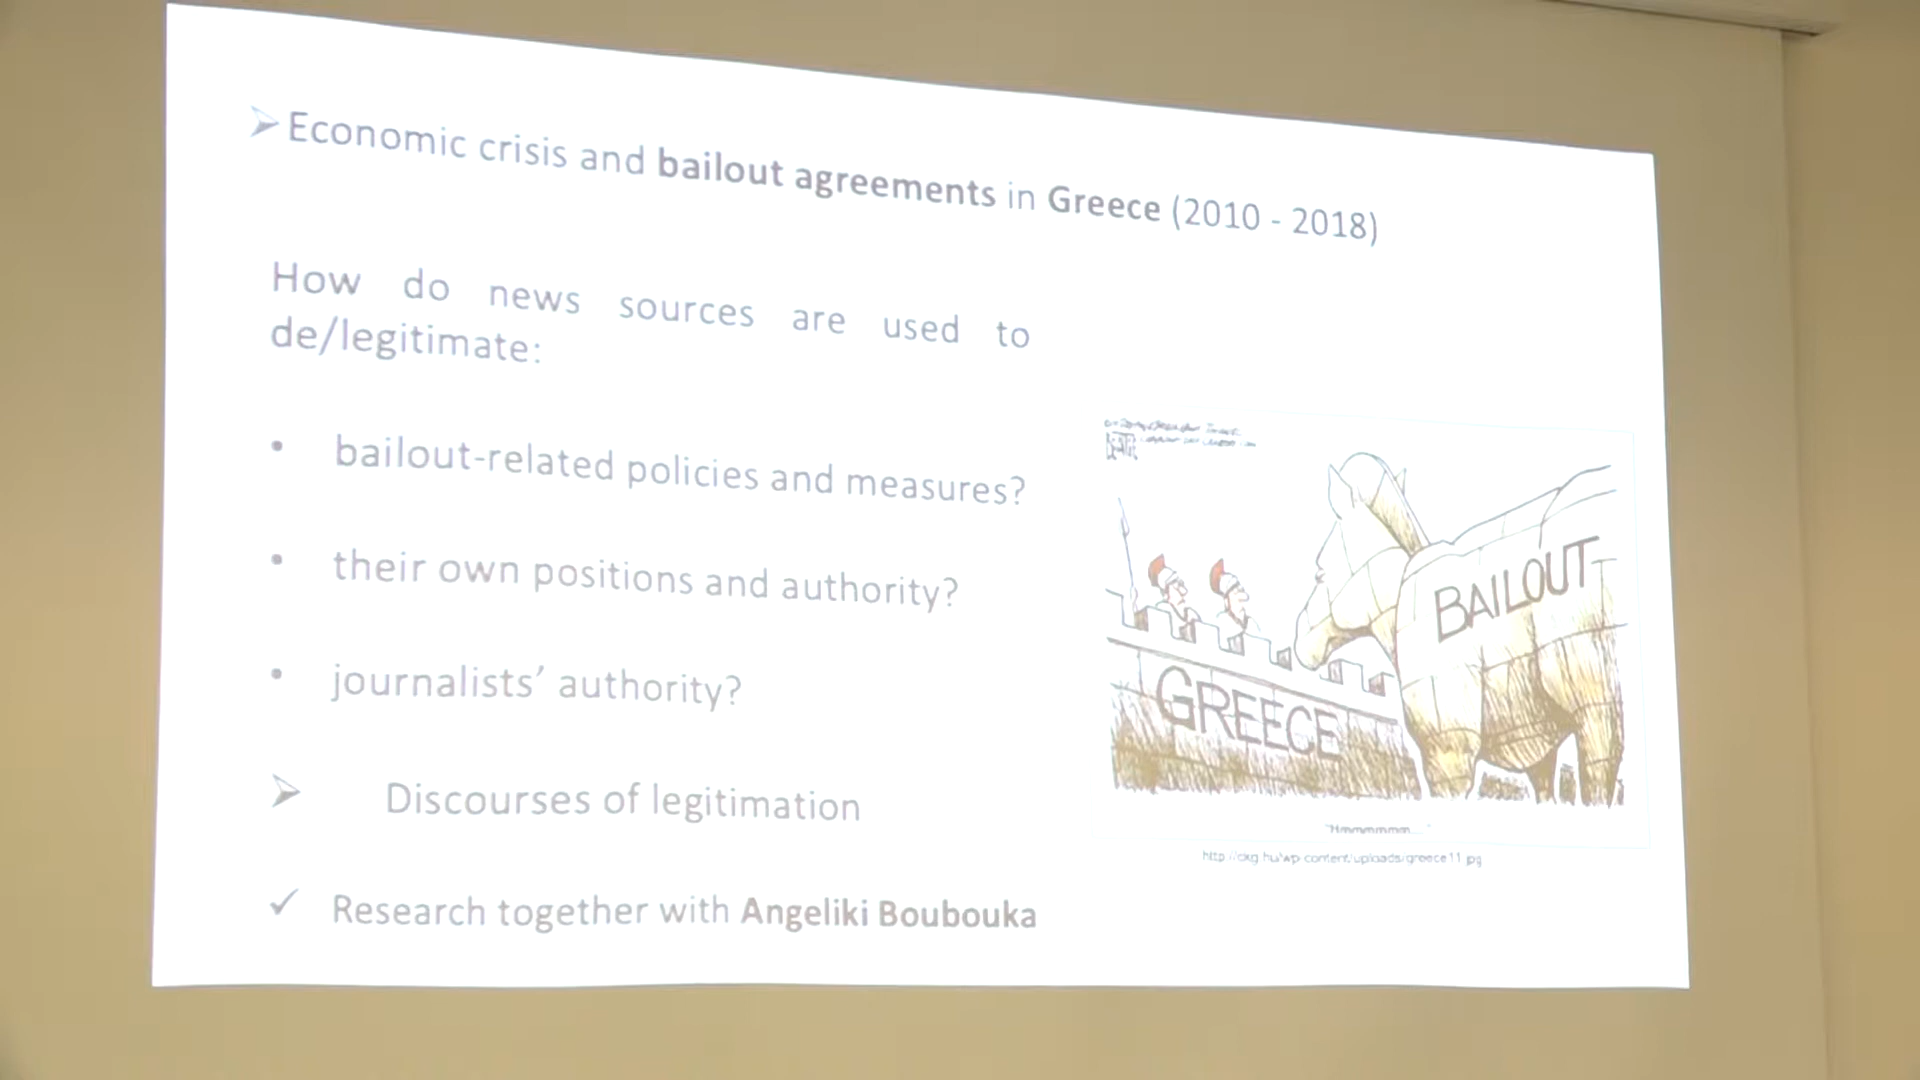 ➢ Economic crisis and bailout agreements in Greece (2010 - 2018)
How do news sources are used to
de/legitimate:
• bailout-related policies and measures?
• their own positions and authority?
• journalists’ authority?
➢ Discourses of legitimation
✓ Research together with Angeliki Boubouka
BAILOUT
GREECE
"Hmmmmmm...."